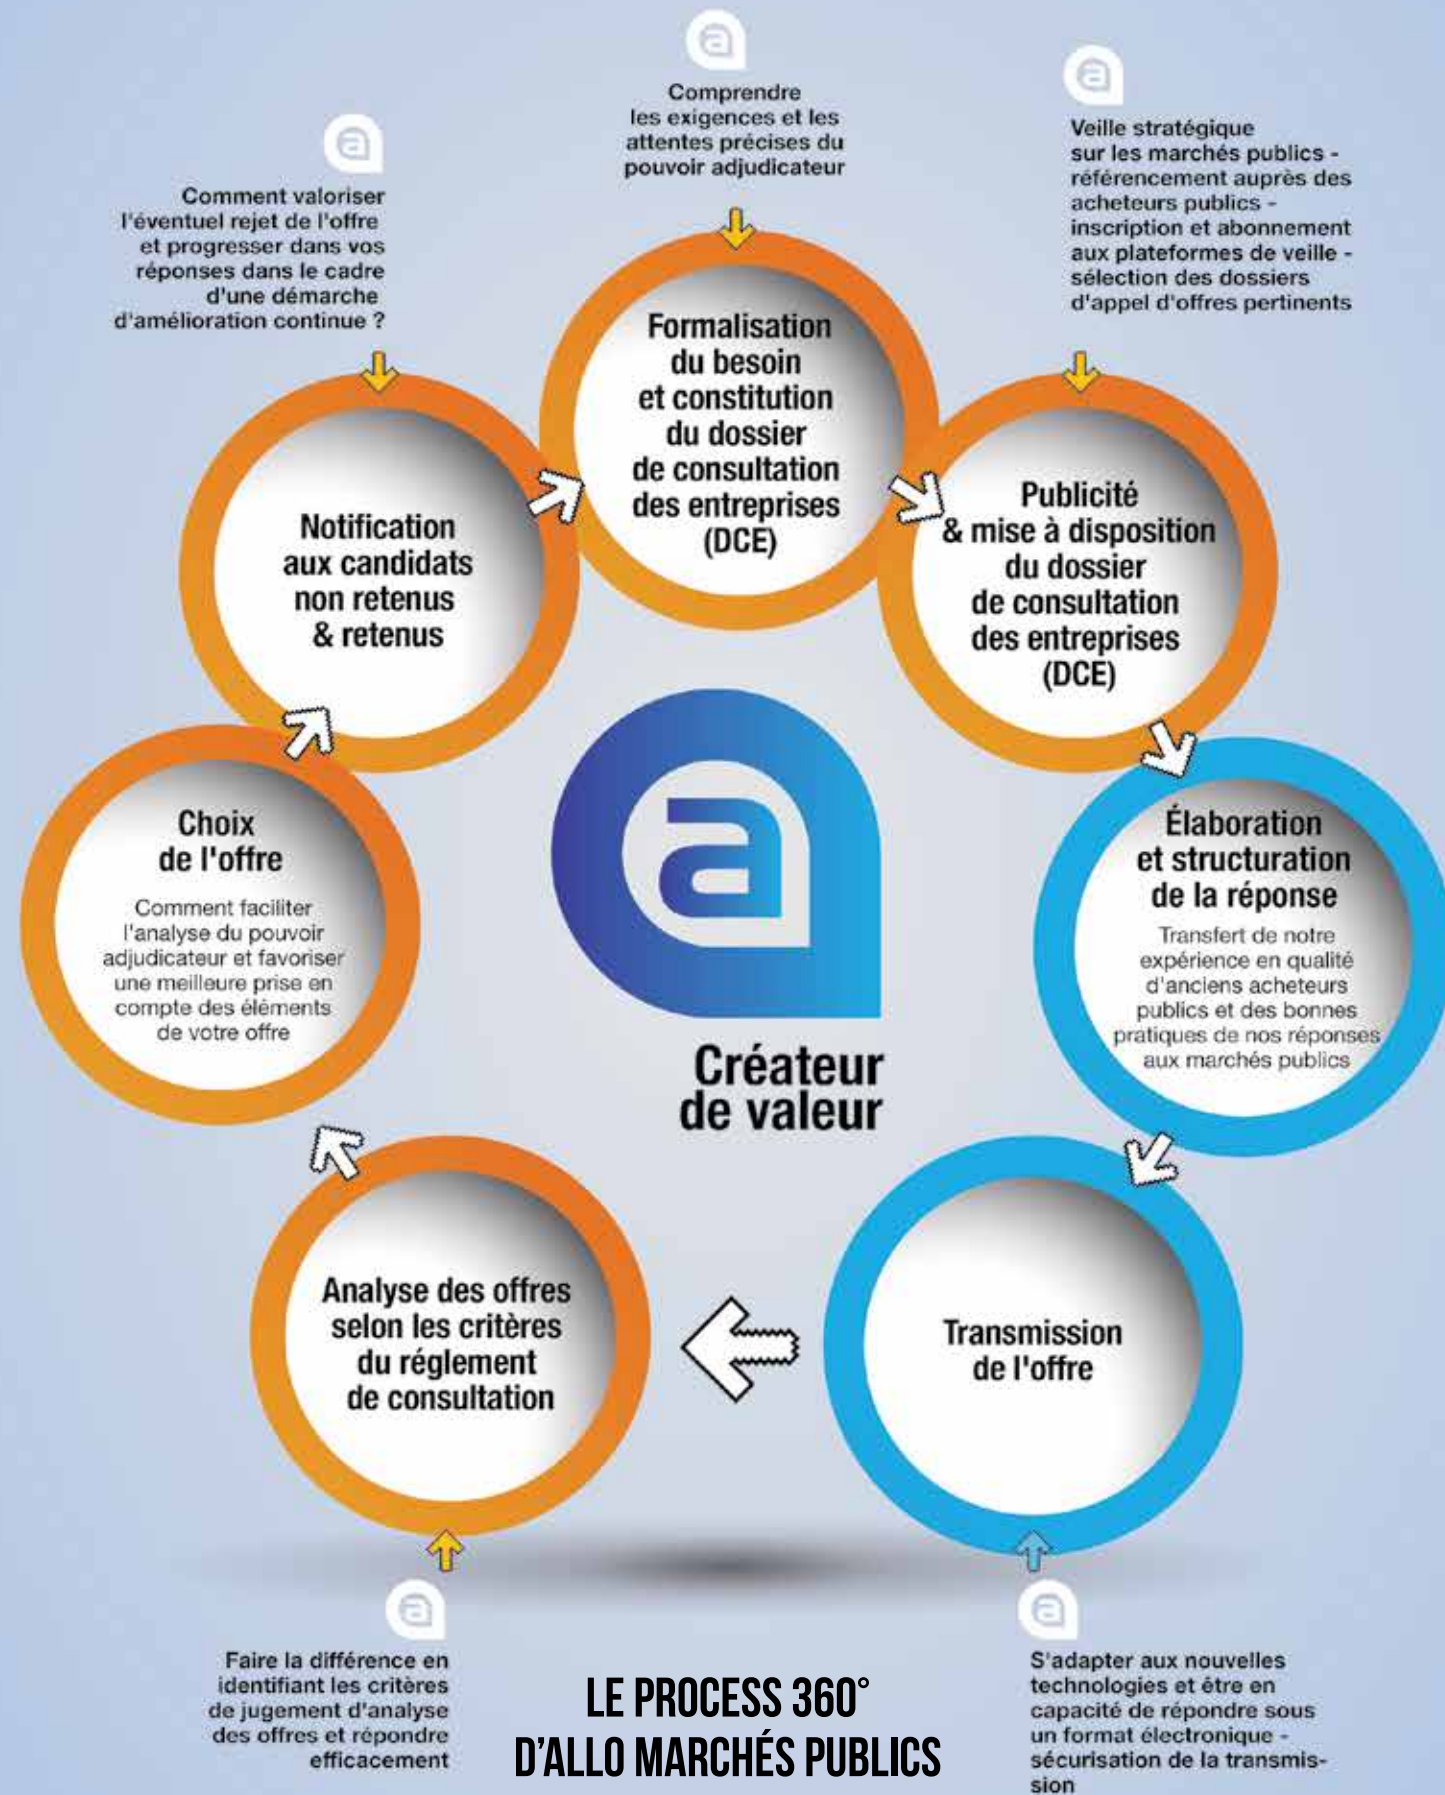 Comprendre
les exigences et les
attentes précises du
pouvoir adjudicateur
Veille stratégique
sur les marchés publics -
référencement auprès des
acheteurs publics -
inscription et abonnement
aux plateformes de veille -
sélection des dossiers
d'appel d'offres pertinents
Comment valoriser
l'éventuel rejet de l'offre
et progresser dans vos
réponses dans le cadre
d'une démarche
d'amélioration continue ?
Formalisation
du besoin
et constitution
du dossier
de consultation
des entreprises
(DCE)
Publicité
& mise à disposition
du dossier
de consultation
des entreprises
(DCE)
Notification
aux candidats
non retenus
& retenus
Élaboration
et structuration
de la réponse
Transfert de notre
expérience en qualité
d'anciens acheteurs
publics et des bonnes
pratiques de nos réponses
aux marchés publics
Choix
de l'offre
Comment faciliter
l'analyse du pouvoir
adjudicateur et favoriser
une meilleure prise en
compte des éléments
de votre offre
a
Créateur
de valeur
Transmission
de l'offre
Analyse des offres
selon les critères
du réglement
de consultation
Faire la différence en
identifiant les critères
de jugement d'analyse
des offres et répondre
efficacement
LE PROCESS 360°
D'ALLO MARCHÉS PUBLICS
S'adapter aux nouvelles
technologies et être en
capacité de répondre sous
un format électronique -
sécurisation de la transmis-
sion